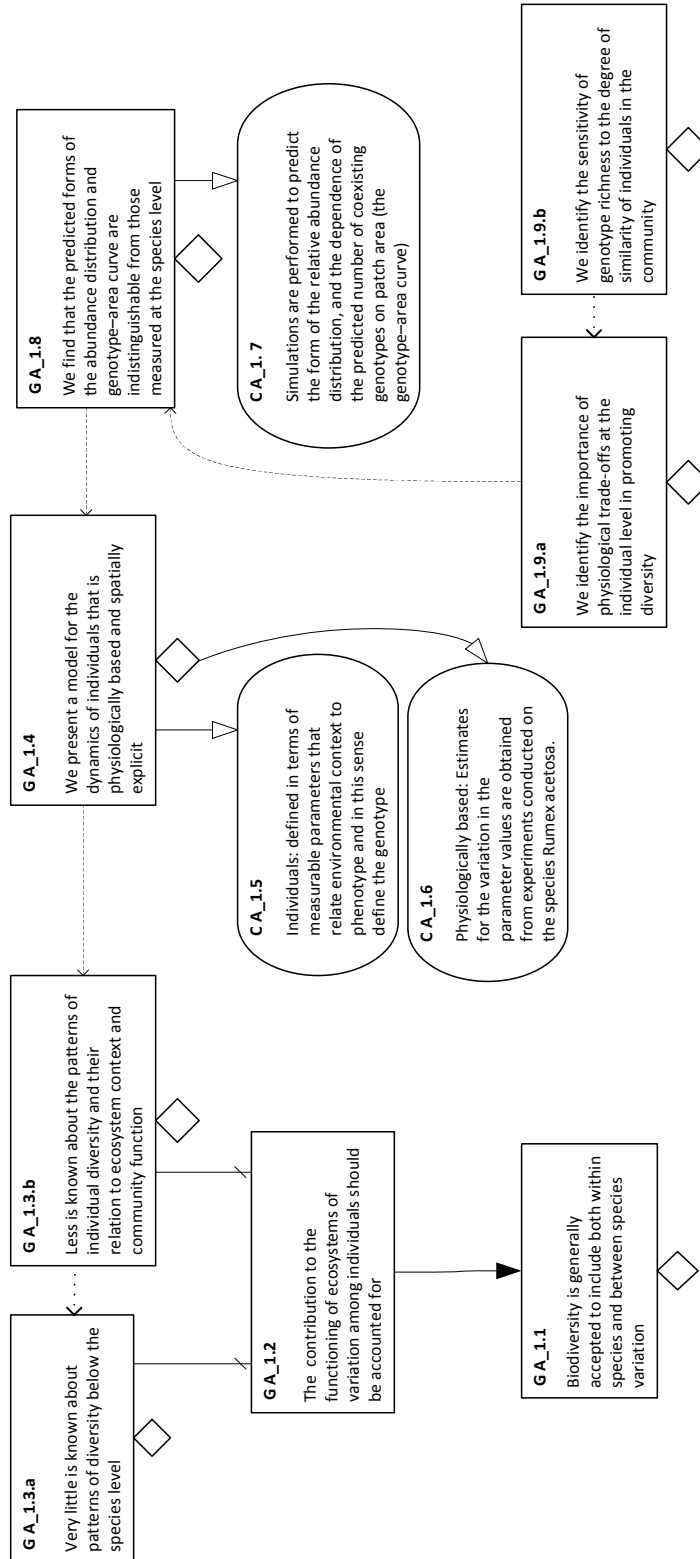 G A_1.3.a
Very little is known about
patterns of diversity below the
species level
G A_1.3.b
Less is known about the patterns of
individual diversity and their
relation to ecosystem context and
community function
G A_1.4
We present a model for the
dynamics of individuals that is
physiologically based and spatially
explicit
G A_1.8
We find that the predicted forms of
the abundance distribution and
genotype–area curve are
indistinguishable from those
measured at the species level
G A_1.2
The contribution to the
functioning of ecosystems of
variation among individuals should
be accounted for
C A_1.5
Individuals: defined in terms of
measurable parameters that
relate environmental context to
phenotype and in this sense
define the genotype
C A_1. 7
Simulations are performed to predict
the form of the relative abundance
distribution, and the dependence of
the predicted number of coexisting
genotypes on patch area (the
genotype–area curve)
C A_1.6
Physiologically based: Estimates
for the variation in the
parameter values are obtained
from experiments conducted on
the species Rumex acetosa.
G A_1.1
Biodiversity is generally
accepted to include both within
species and between species
variation
G A_1.9.a
We identify the importance of
physiological trade-offs at the
individual level in promoting
diversity
G A_1.9.b
We identify the sensitivity of
genotype richness to the degree of
similarity of individuals in the
community